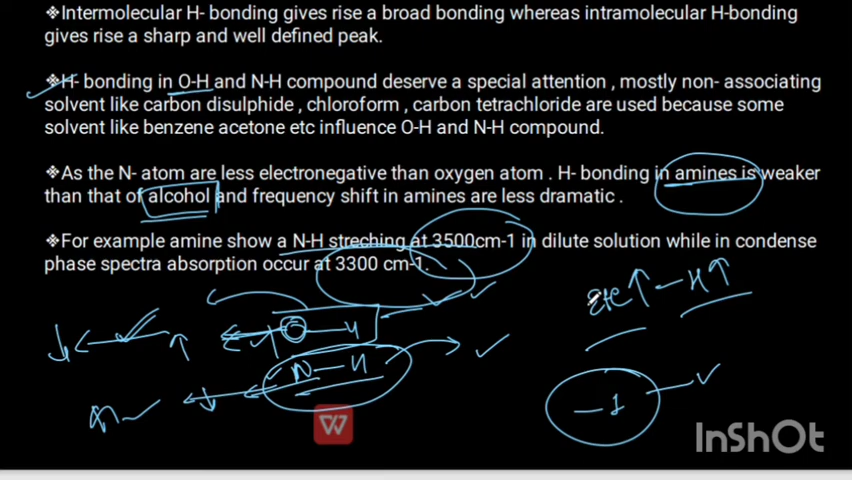 ❖Intermolecular H- bonding gives rise a broad bonding whereas intramolecular H-bonding
gives rise a sharp and well defined peak.
❖H- bonding in O-H and N-H compound deserve a special attention , mostly non- associating
solvent like carbon disulphide , chloroform , carbon tetrachloride are used because some
solvent like benzene acetone etc influence O-H and N-H compound.
❖As the N- atom are less electronegative than oxygen atom . H- bonding in amines is weaker
than that of alcohol and frequency shift in amines are less dramatic .
❖For example amine show a N-H streching at 3500cm-1 in dilute solution while in condense
phase spectra absorption occur at 3300 cm-1.
O-H
N-H
InShOt